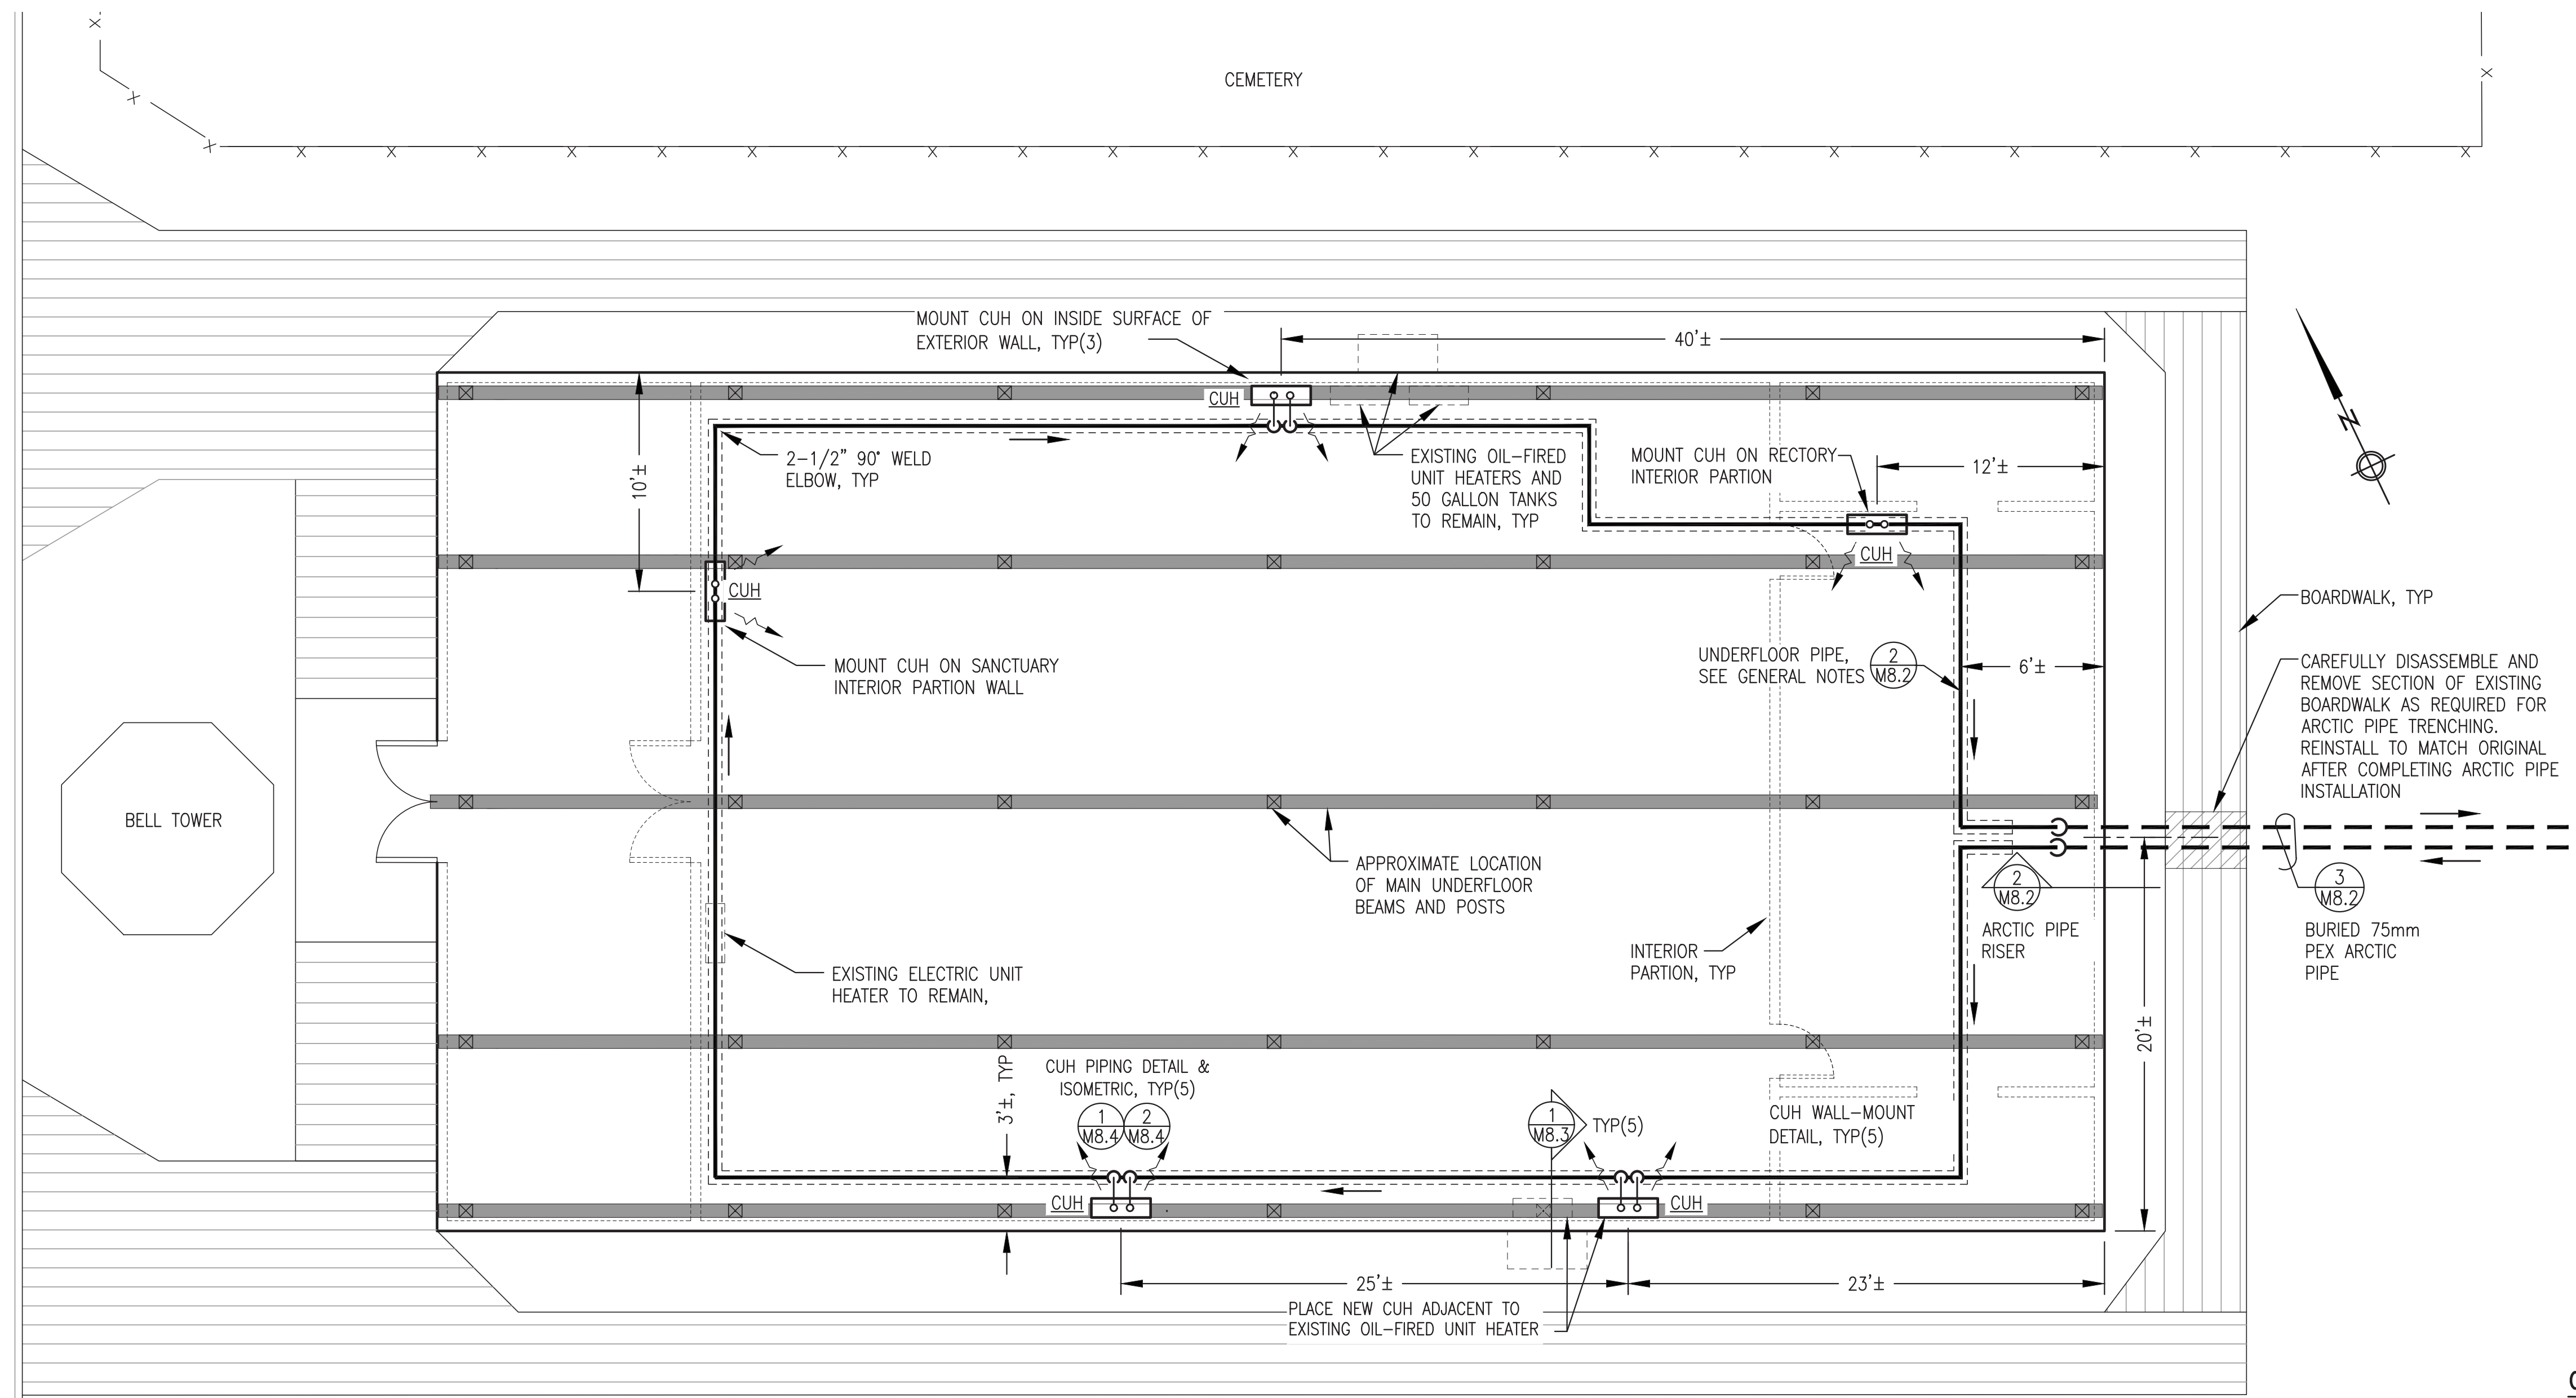 CEMETERY
MOUNT CUH ON INSIDE SURFACE OF
EXTERIOR WALL, TYP(3)
40'±
CUH
10'±
2-1/2" 90° WELD
ELBOW, TYP
EXISTING OIL-FIRED
UNIT HEATERS AND
50 GALLON TANKS
TO REMAIN, TYP
MOUNT CUH ON RECTORY
INTERIOR PARTION
12'±
N
CUH
CUH
BOARDWALK, TYP
MOUNT CUH ON SANCTUARY
INTERIOR PARTION WALL
UNDERFLOOR PIPE,
SEE GENERAL NOTES
2
M8.2
6'±
CAREFULLY DISASSEMBLE AND
REMOVE SECTION OF EXISTING
BOARDWALK AS REQUIRED FOR
ARCTIC PIPE TRENCHING.
REINSTALL TO MATCH ORIGINAL
AFTER COMPLETING ARCTIC PIPE
INSTALLATION
BELL TOWER
APPROXIMATE LOCATION
OF MAIN UNDERFLOOR
BEAMS AND POSTS
2
M8.2
ARCTIC PIPE
RISER
3
M8.2
BURIED 75mm
PEX ARCTIC
PIPE
EXISTING ELECTRIC UNIT
HEATER TO REMAIN,
INTERIOR
PARTION, TYP
20'±
3'±, TYP
CUH PIPING DETAIL &
ISOMETRIC, TYP(5)
1
M8.4
2
M8.4
1
M8.3
TYP(5)
CUH WALL-MOUNT
DETAIL, TYP(5)
CUH
CUH
25'±
23'±
PLACE NEW CUH ADJACENT TO
EXISTING OIL-FIRED UNIT HEATER